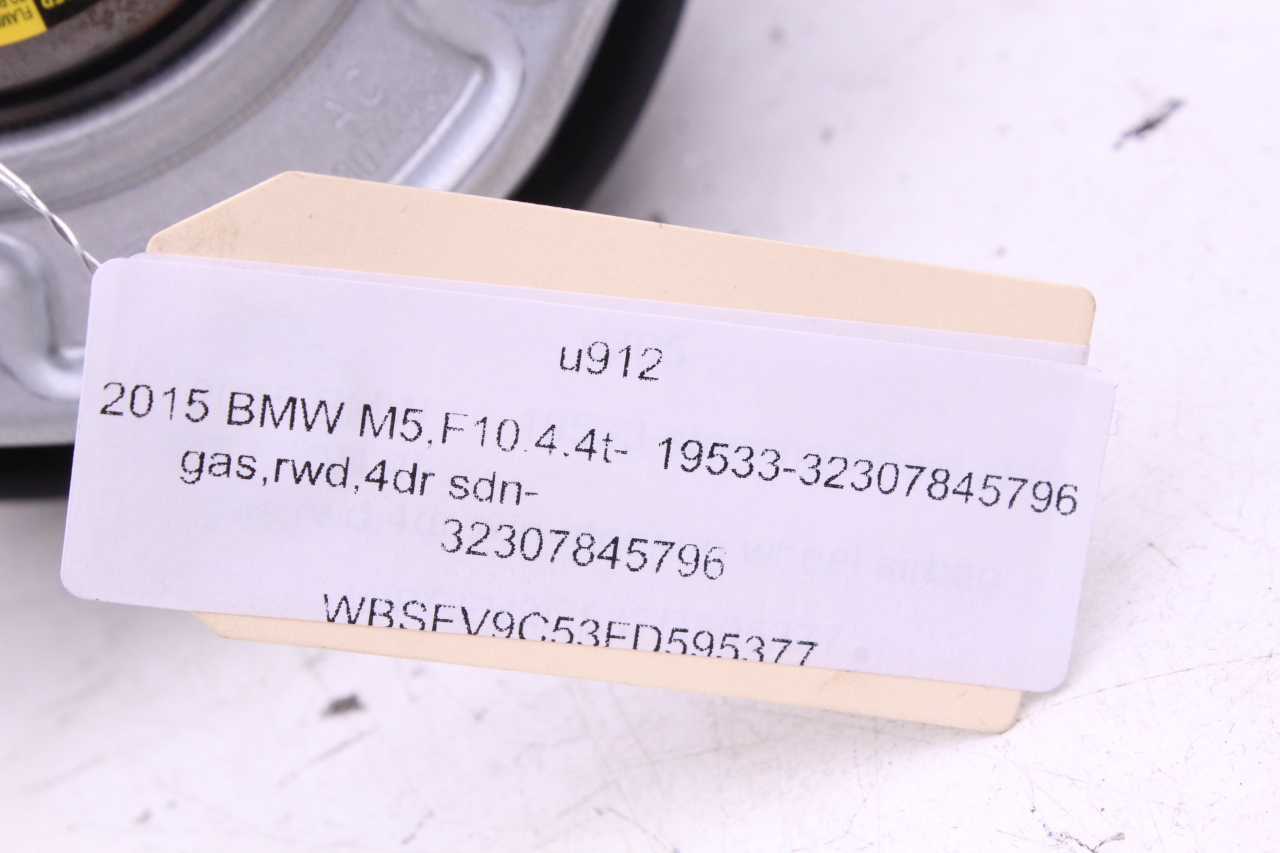 u912
2015 BMW M5,F10.4.4t- 19533-32307845796
gas,rwd,4dr sdn-
32307845796
WBSFV9C53FD595377